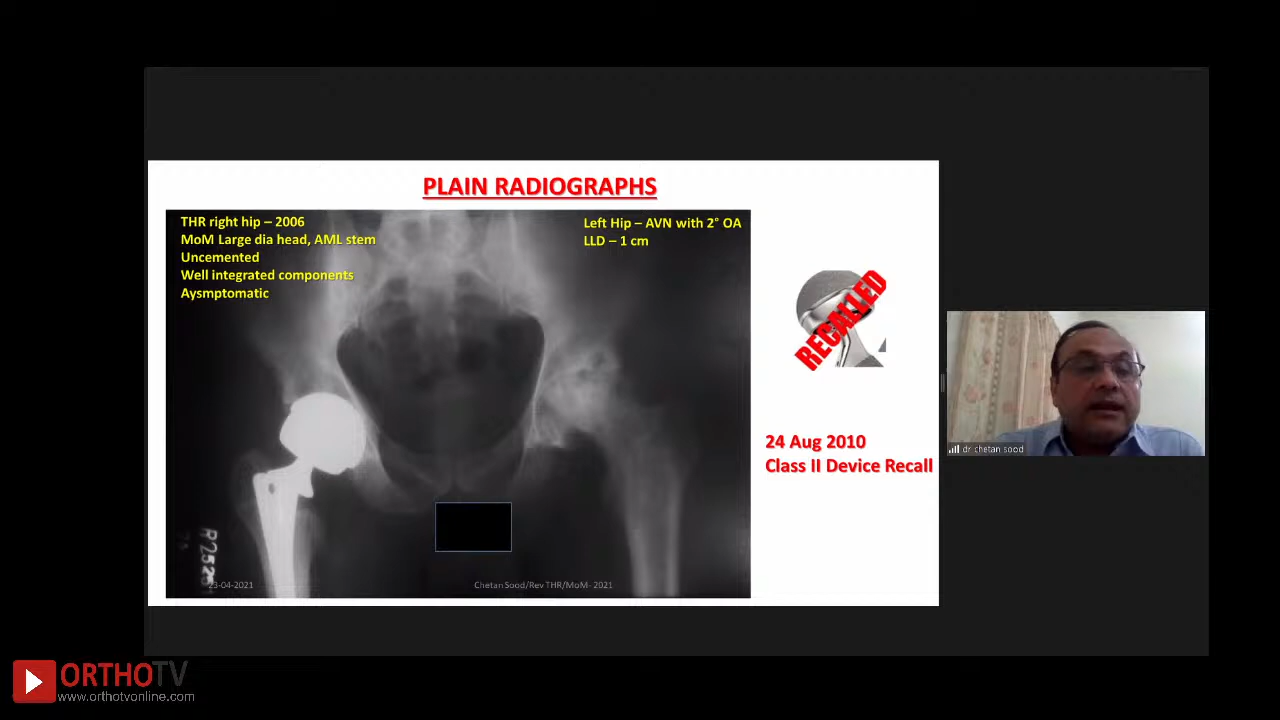 PLAIN RADIOGRAPHS
THR right hip – 2006
MoM Large dia head, AML stem
Uncemented
Well integrated components
Aysmptomatic
Left Hip – AVN with 2° OA
LLD – 1 cm
RECALLED
24 Aug 2010
Class II Device Recall
dr chetan sood
23-04-2021
Chetan Sood/Rev THR/MoM- 2021
ORTHOTV
www.orthotvonline.com